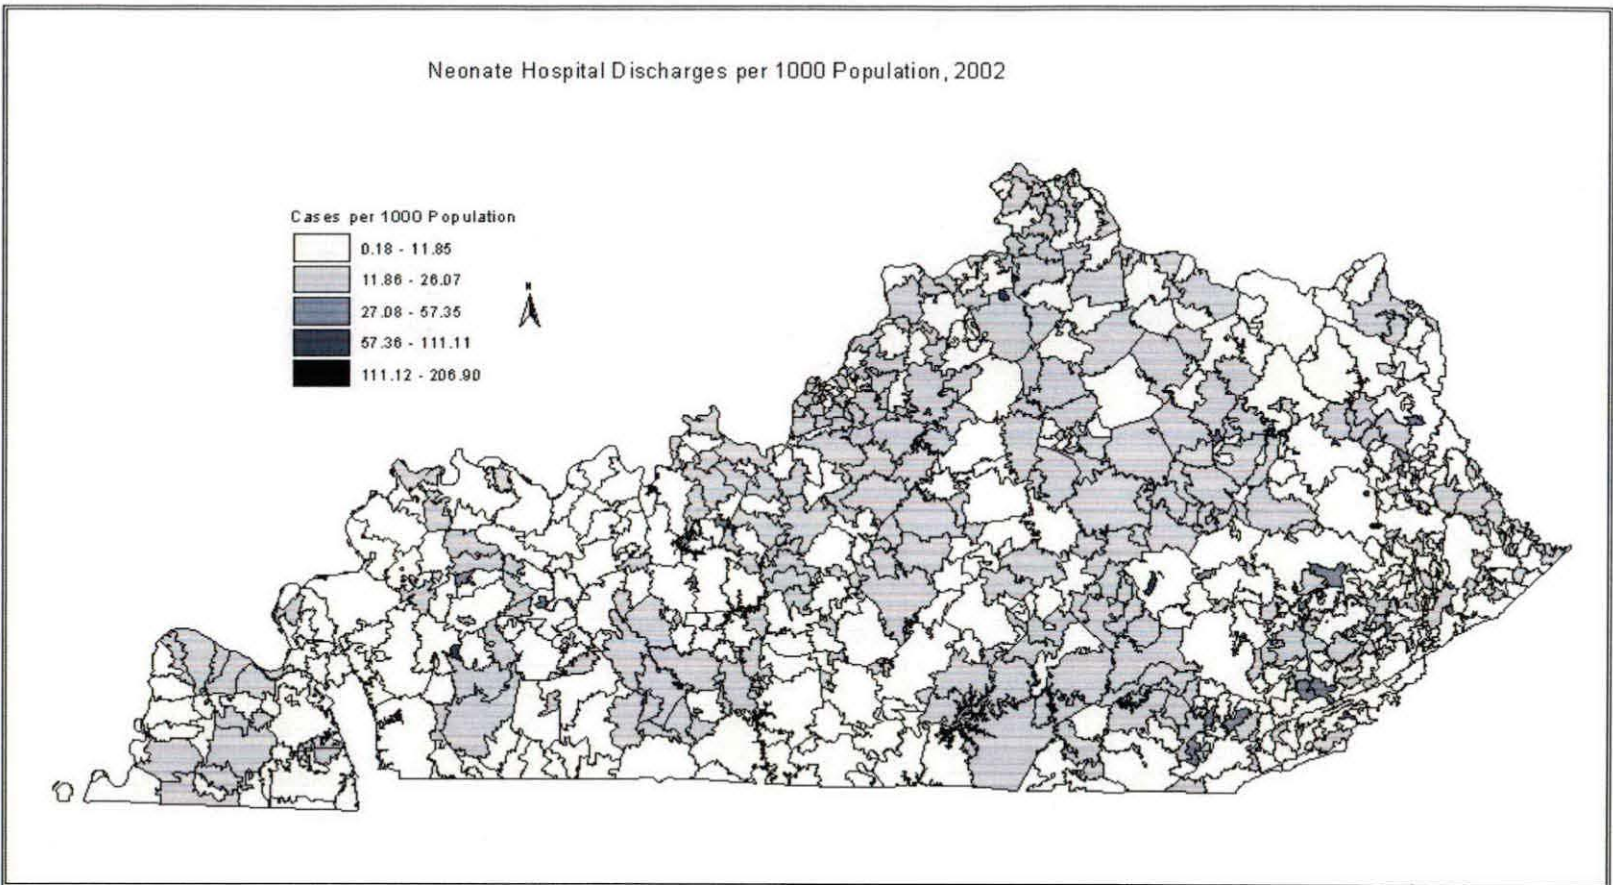 Neonate Hospital Discharges per 1000 Population, 2002
Cases per 1000 Population
0.18 - 11.85
11.86 - 26.07
27.08 - 57.35
57.36 - 111.11
111.12 - 206.90
N